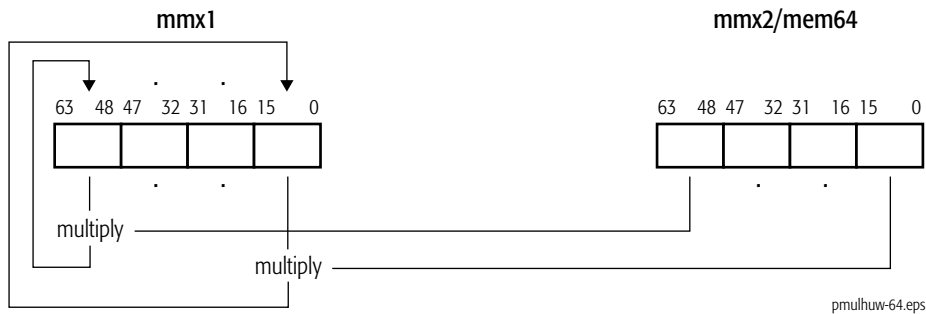 mmx1 mmx2/mem64
. . 
63 48 47 32 31 16 15 0 63 48 47 32 31 16 15 0
. . . .
multiply
multiply
pmulhuw-64.eps